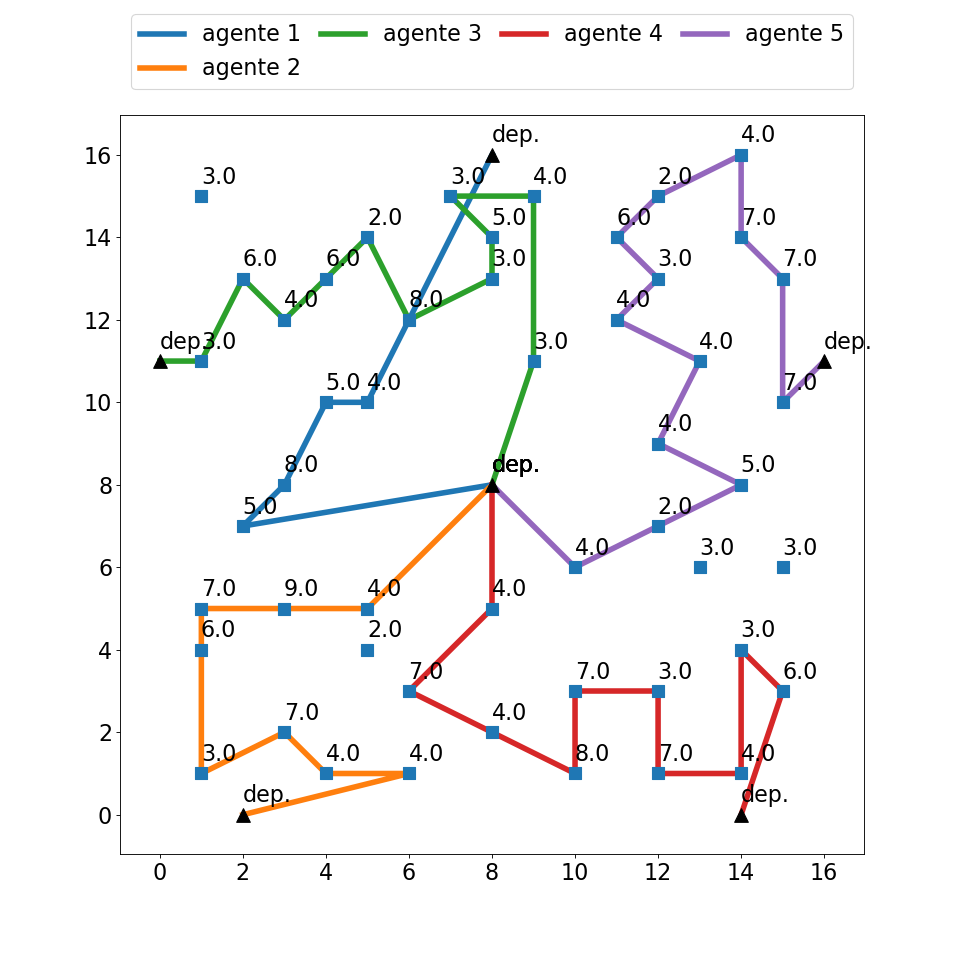 agente 1 agente 3 agente 4 agente 5
agente 2
dep. 4.0
16
3.0 3.0 4.0 2.0
2.0 5.0 6.0 7.0
14
6.0 6.0 3.0 3.0 7.0
4.0 8.0 4.0
12
dep. 3.0 3.0 4.0 dep.
5.0 4.0 7.0
10
4.0
8.0 dep. 5.0
8
5.0 2.0
4.0 3.0 3.0
6
7.0 9.0 4.0 4.0
6.0 2.0 3.0
4
7.0 7.0 3.0 6.0
7.0 4.0
2
3.0 4.0 4.0 8.0 7.0 4.0
dep. dep.
0
0 2 4 6 8 10 12 14 16